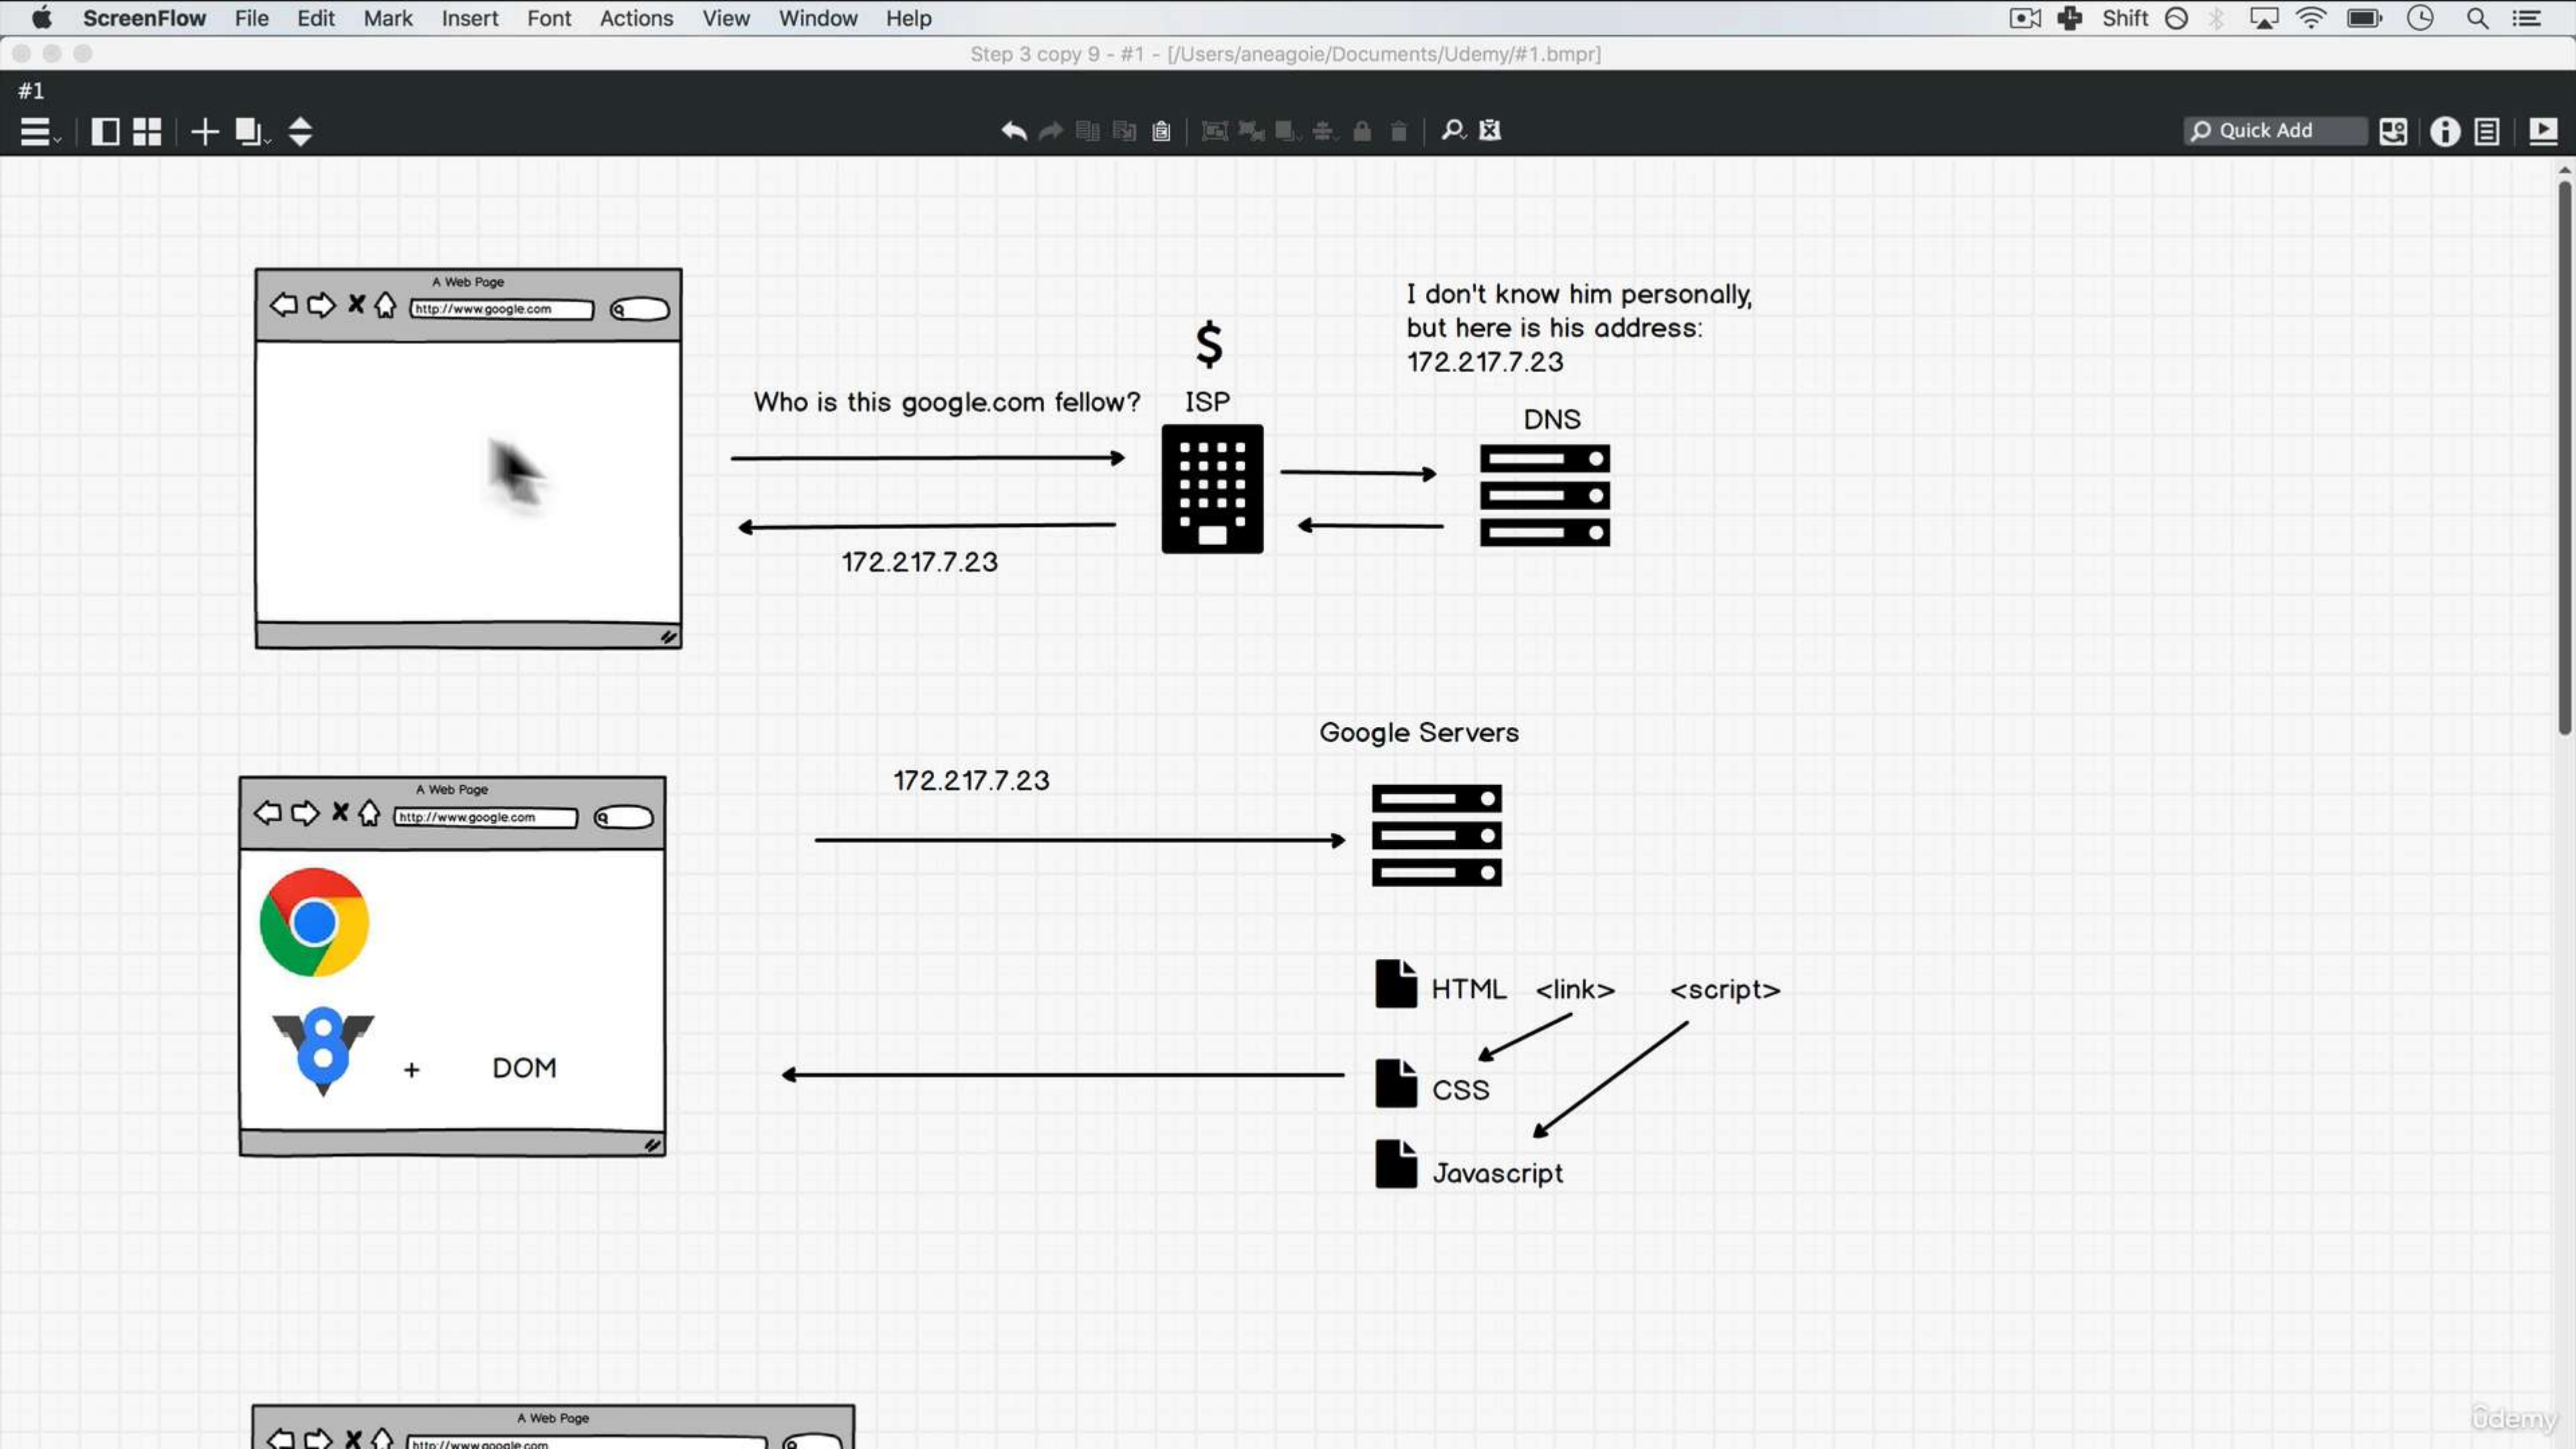 ScreenFlow File Edit Mark Insert Font Actions View Window Help Shift
Step 3 copy 9 - #1 - [/Users/aneagoie/Documents/Udemy/#1.bmpr]
#1
Quick Add
A Web Page
http://www.google.com
Who is this google.com fellow?
172.217.7.23
$
ISP
I don't know him personally,
but here is his address:
172.217.7.23
DNS
Google Servers
172.217.7.23
A Web Page
http://www.google.com
8
+ DOM
HTML <link> <script>
CSS
Javascript
A Web Page
http://www.google.com
ûdemy